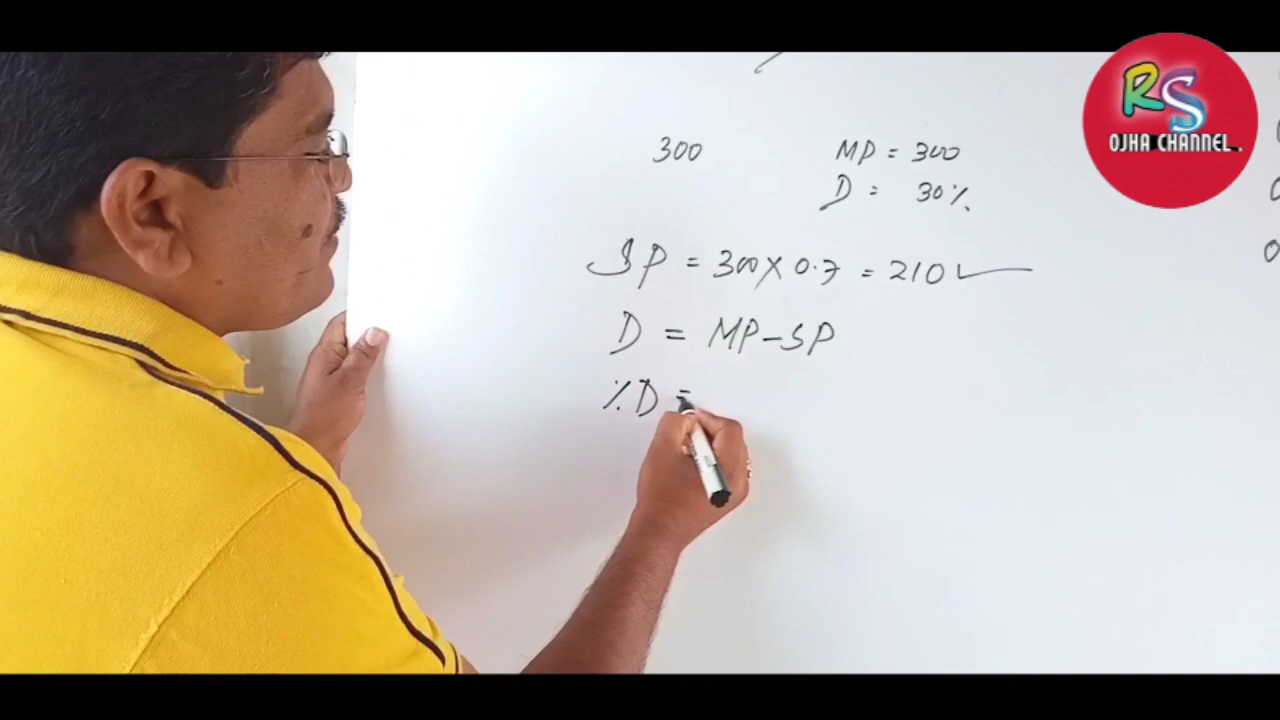 RS
OJHA CHANNEL.
300
MP = 300
D = 30%
SP = 300 X 0.7 = 210
D = MP-SP
%D =